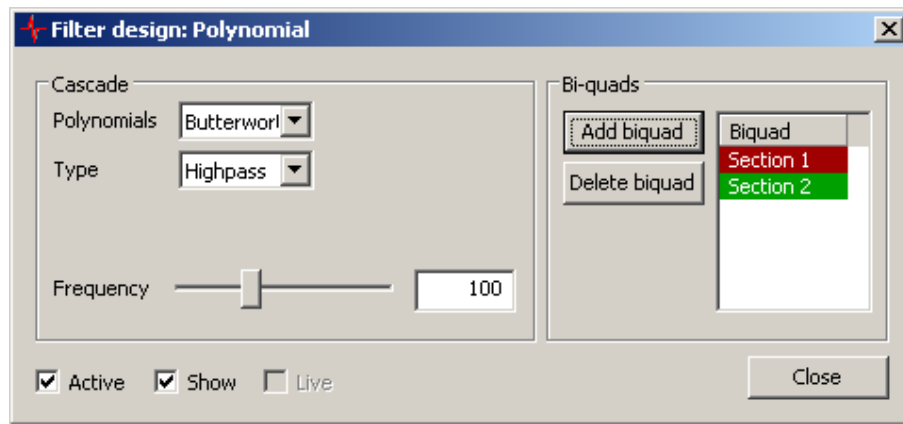 Filter design: Polynomial
Cascade
Polynomials Butterworl
Type Highpass
Frequency 100
Bi-quads
Add biquad
Delete biquad
Biquad
Section 1
Section 2
Active Show Live
Close